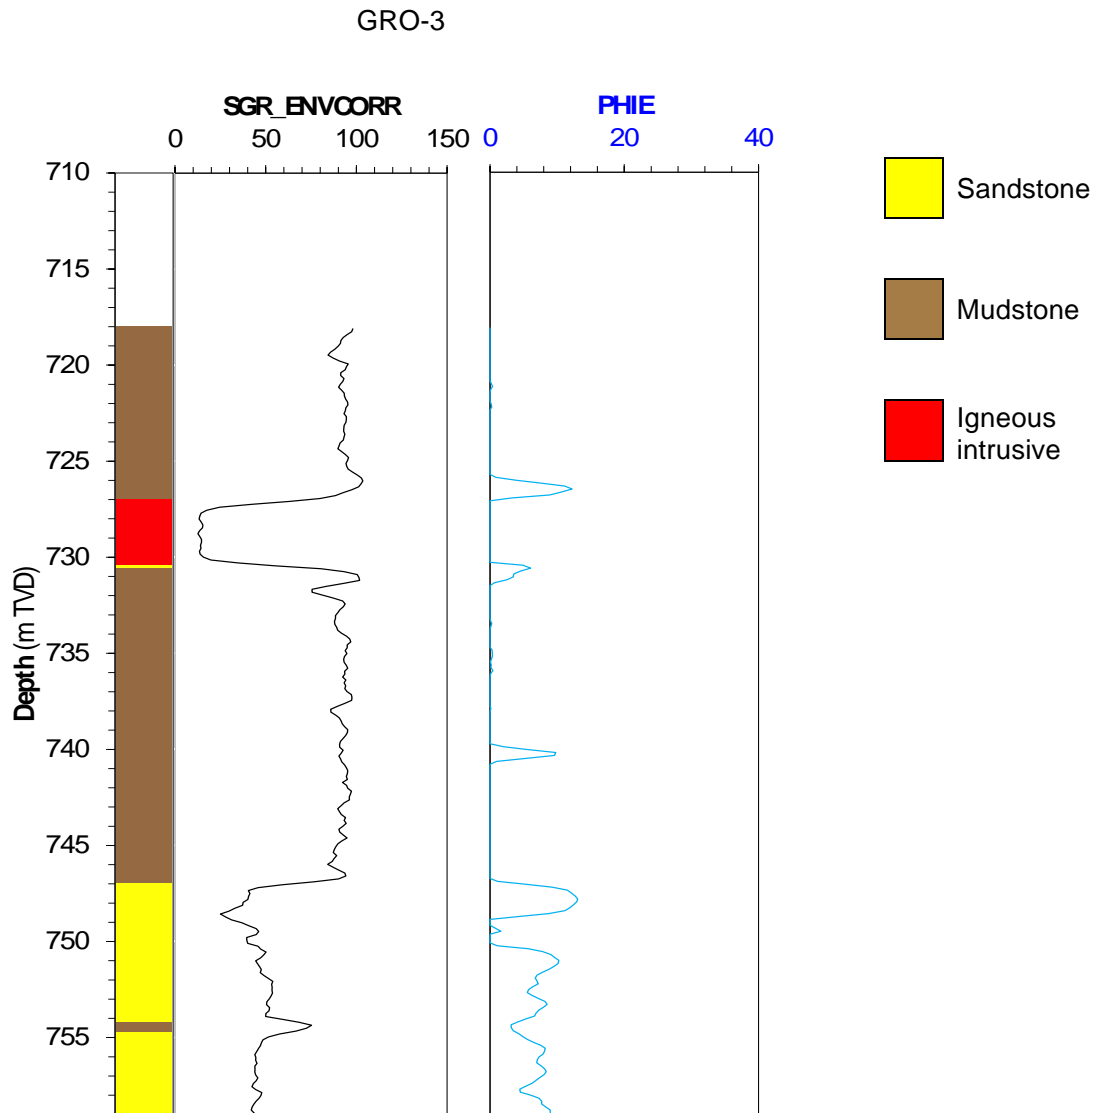 GRO-3
SGR_ENVCORR
PHIE
0 50 100 150
0 20 40
710
715
720
725
730
735
740
745
750
755
Depth (m TVD)
Sandstone
Mudstone
Igneous
intrusive